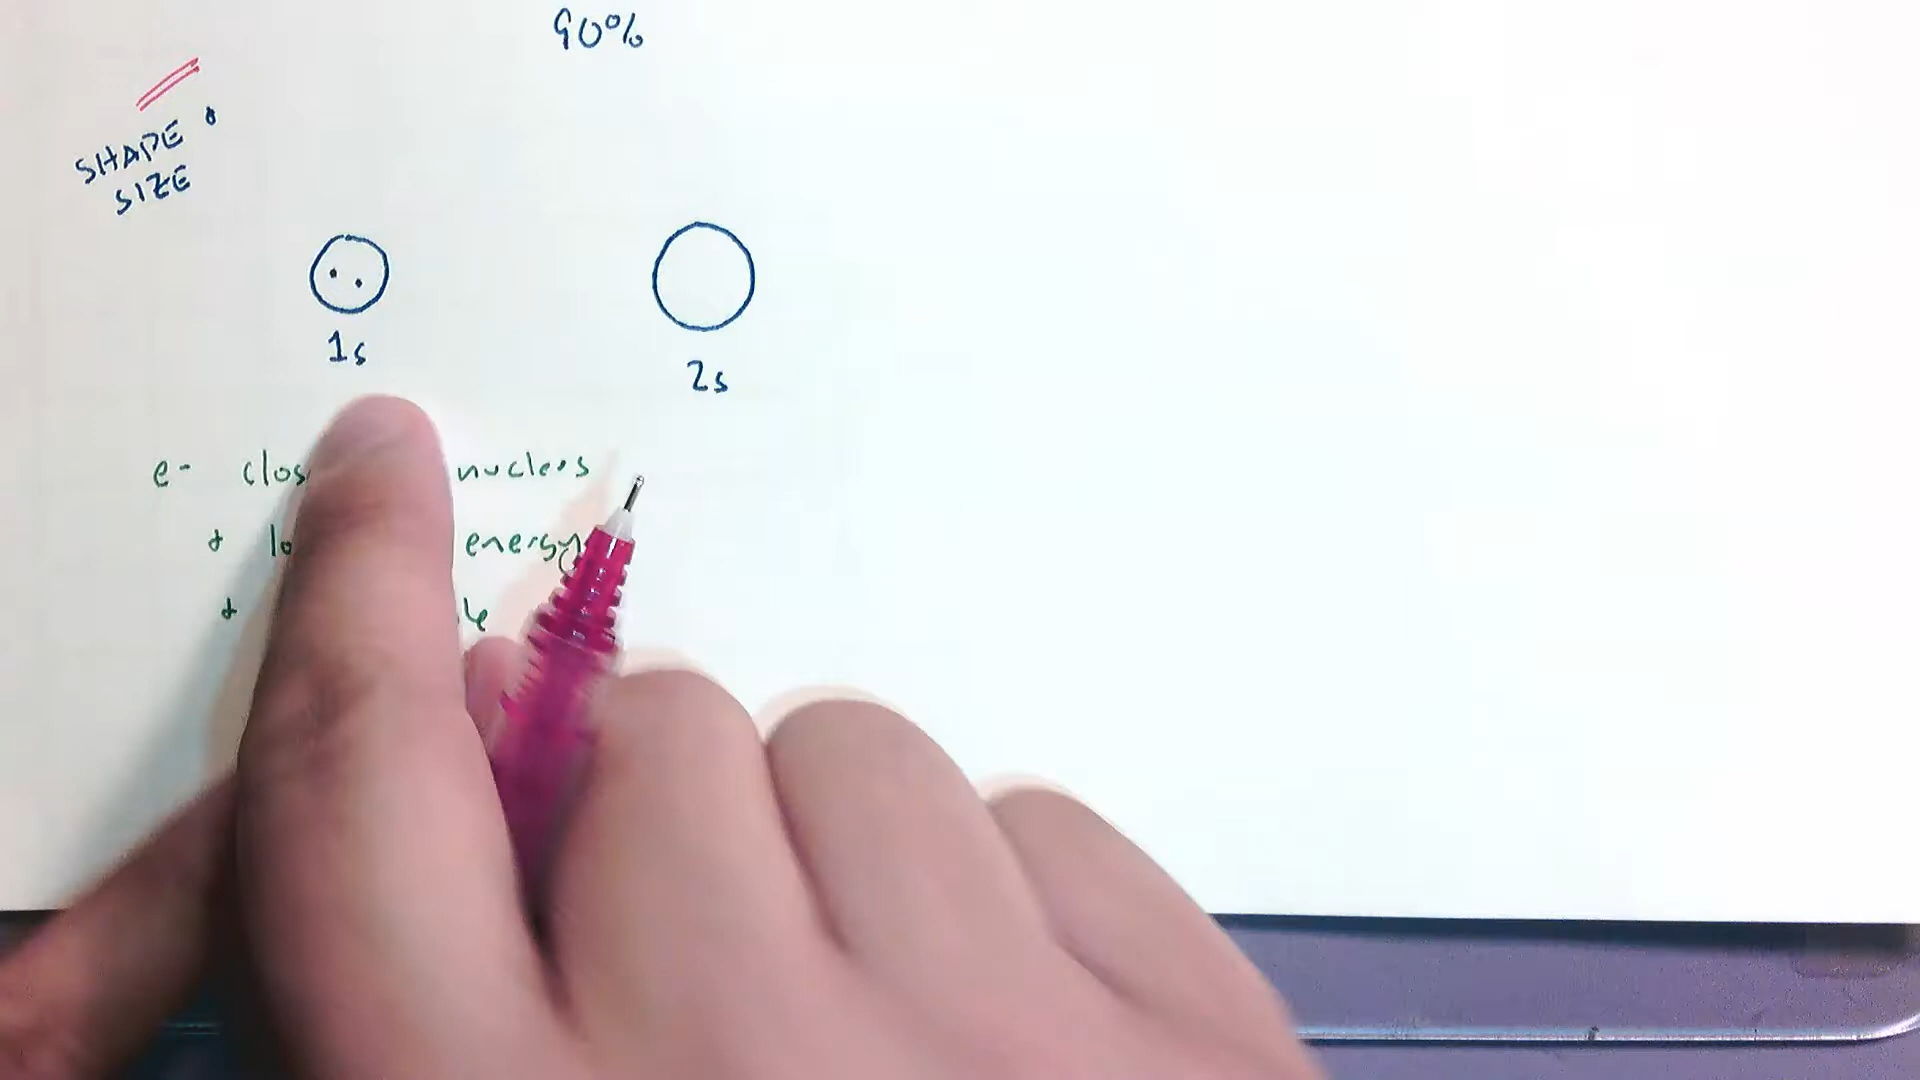 90%
SHAPE
SIZE
1s
2s
e- clos nucleus
+ lo energy
+